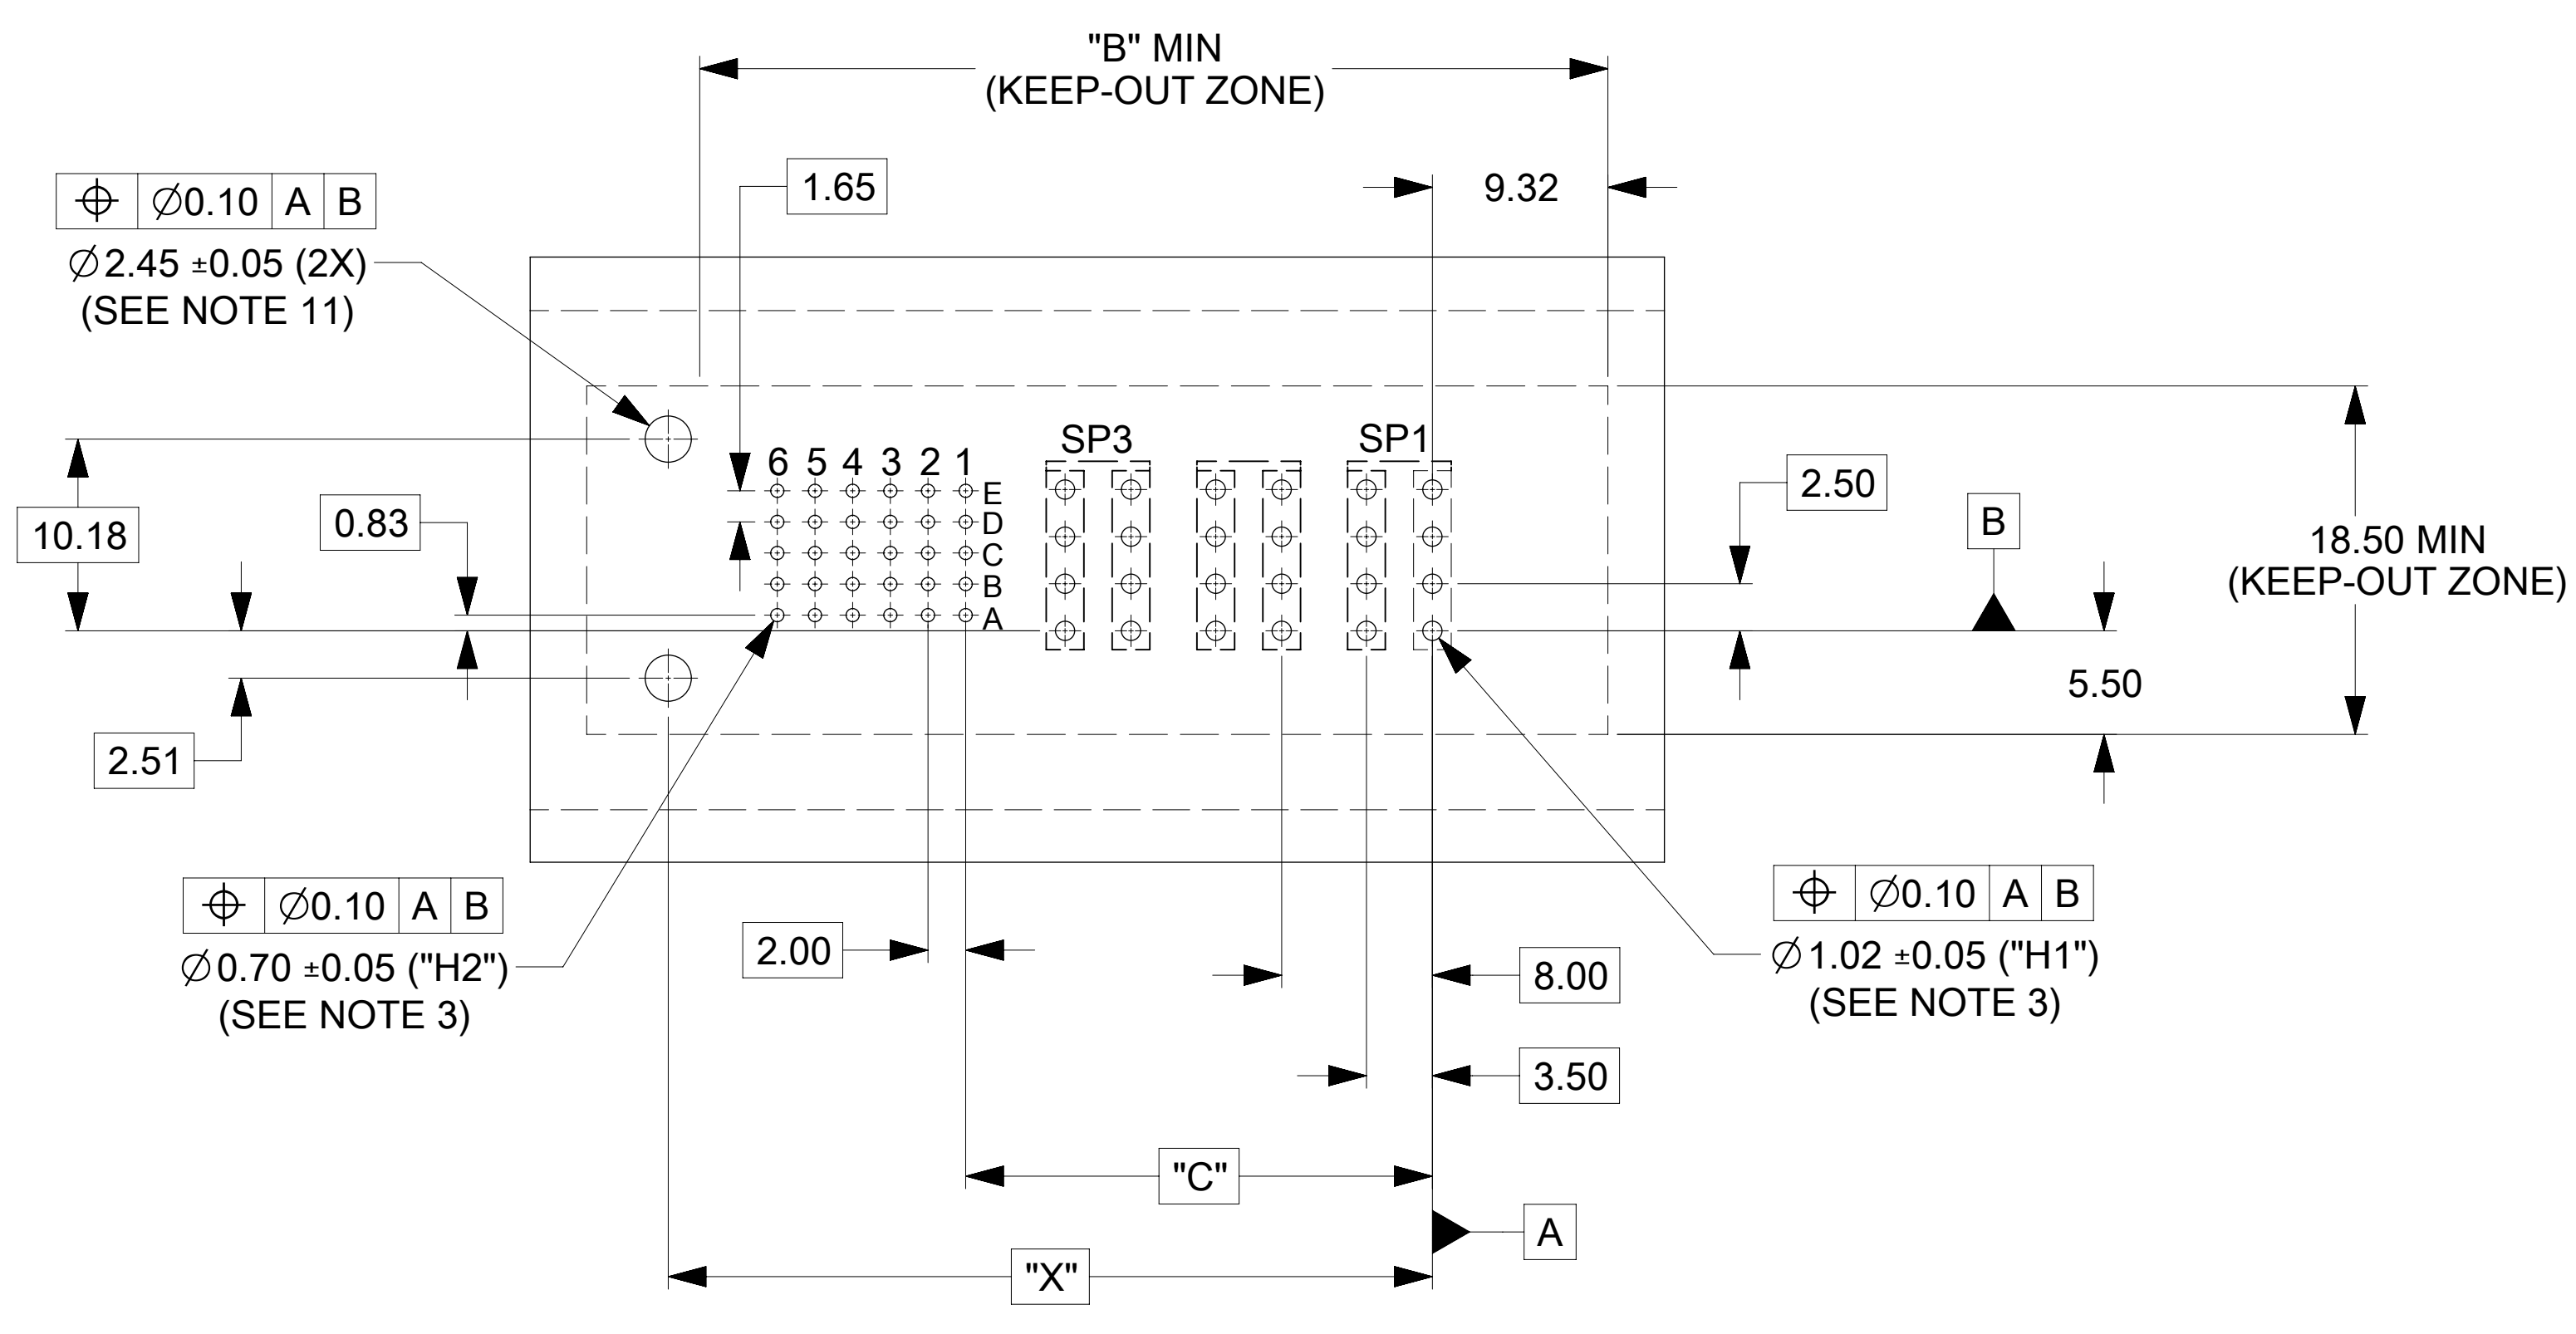 "B" MIN
(KEEP-OUT ZONE)
1.65
9.32
⌖ ∅0.10 A B
∅2.45 ±0.05 (2X)
(SEE NOTE 11)
SP3
SP1
6 5 4 3 2 1
E
D
C
B
A
2.50
B
10.18
0.83
18.50 MIN
(KEEP-OUT ZONE)
5.50
2.51
⌖ ∅0.10 A B
∅0.70 ±0.05 ("H2")
(SEE NOTE 3)
2.00
⌖ ∅0.10 A B
∅1.02 ±0.05 ("H1")
(SEE NOTE 3)
8.00
3.50
"C"
A
"X"